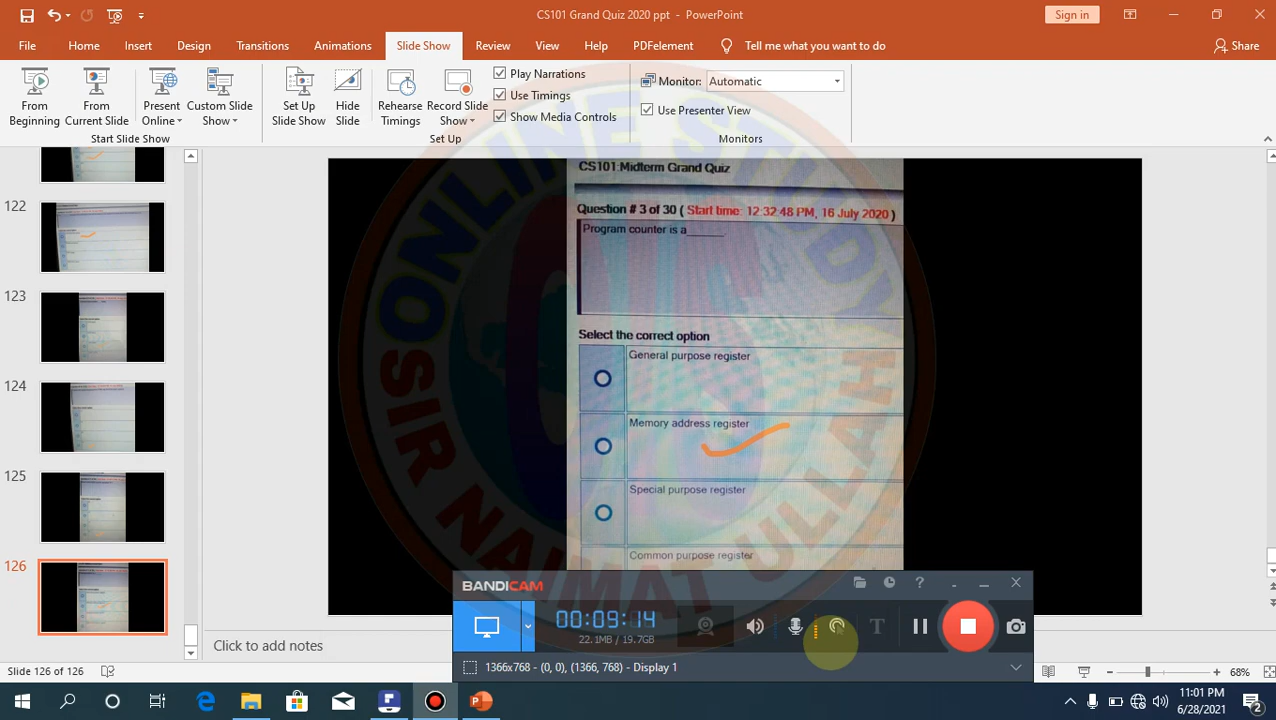 CS101 Grand Quiz 2020 ppt - PowerPoint
Sign in
File Home Insert Design Transitions Animations Slide Show Review View Help PDFelement Tell me what you want to do Share
From Beginning
From Current Slide
Present Online
Custom Slide Show
Start Slide Show
Set Up Slide Show
Hide Slide
Rehearse Timings
Record Slide Show
Play Narrations
Use Timings
Show Media Controls
Set Up
Monitor: Automatic
Use Presenter View
Monitors
122
123
124
125
126
CS101:Midterm Grand Quiz
Question # 3 of 30 ( Start time: 12:32:48 PM, 16 July 2020 )
Program counter is a______.
Select the correct option
General purpose register
Memory address register
Special purpose register
Common purpose register
ONLINE STUDY
SIR NAIMAT ULLAH
BANDICAM
00:09:14
22.1MB / 19.7GB
1366x768 - (0, 0), (1366, 768) - Display 1
Click to add notes
Slide 126 of 126
68%
11:01 PM
6/28/2021
2